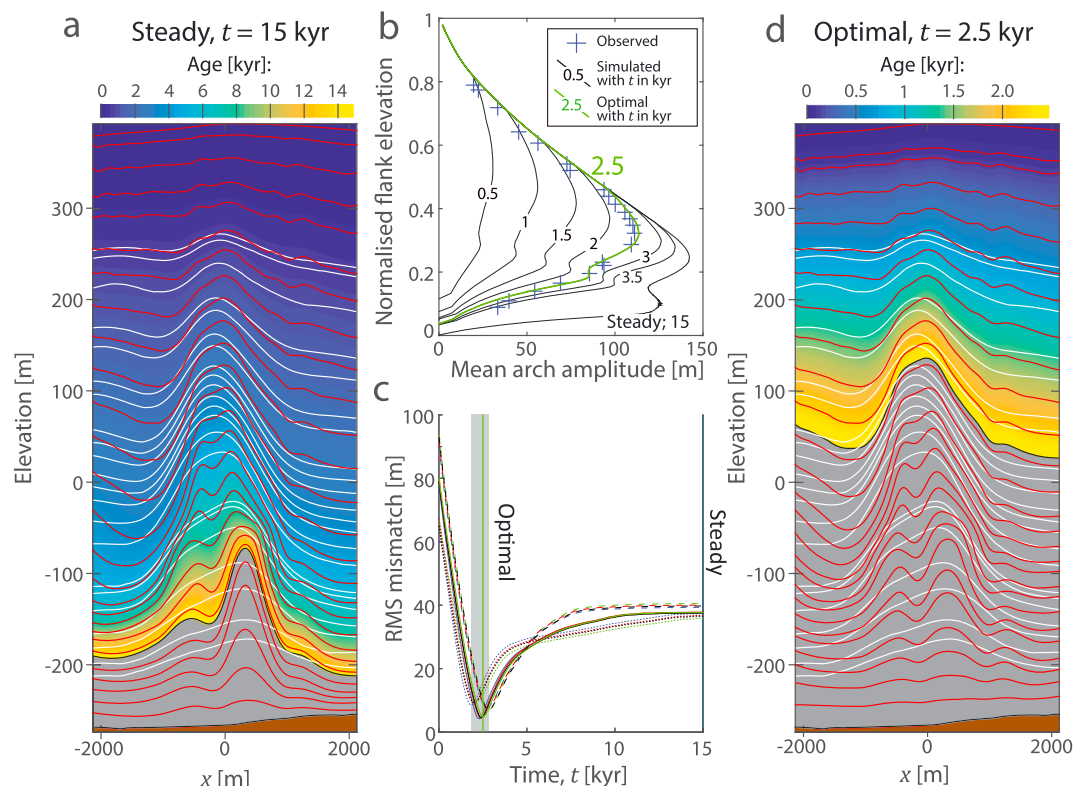 a
Steady, t = 15 kyr
Age [kyr]:
0 2 4 6 8 10 12 14
Elevation [m]
300
200
100
0
-100
-200
-2000 0 2000
x [m]
b
Normalised flank elevation
1
0.8
0.6
0.4
0.2
0
Observed
0.5 Simulated with t in kyr
2.5 Optimal with t in kyr
2.5
0.5
1
1.5
2
3
3.5
Steady; 15
0 50 100 150
Mean arch amplitude [m]
c
RMS mismatch [m]
100
80
60
40
20
0
Optimal
Steady
0 5 10 15
Time, t [kyr]
d
Optimal, t = 2.5 kyr
Age [kyr]:
0 0.5 1.0 1.5 2.0
Elevation [m]
300
200
100
0
-100
-200
-2000 0 2000
x [m]